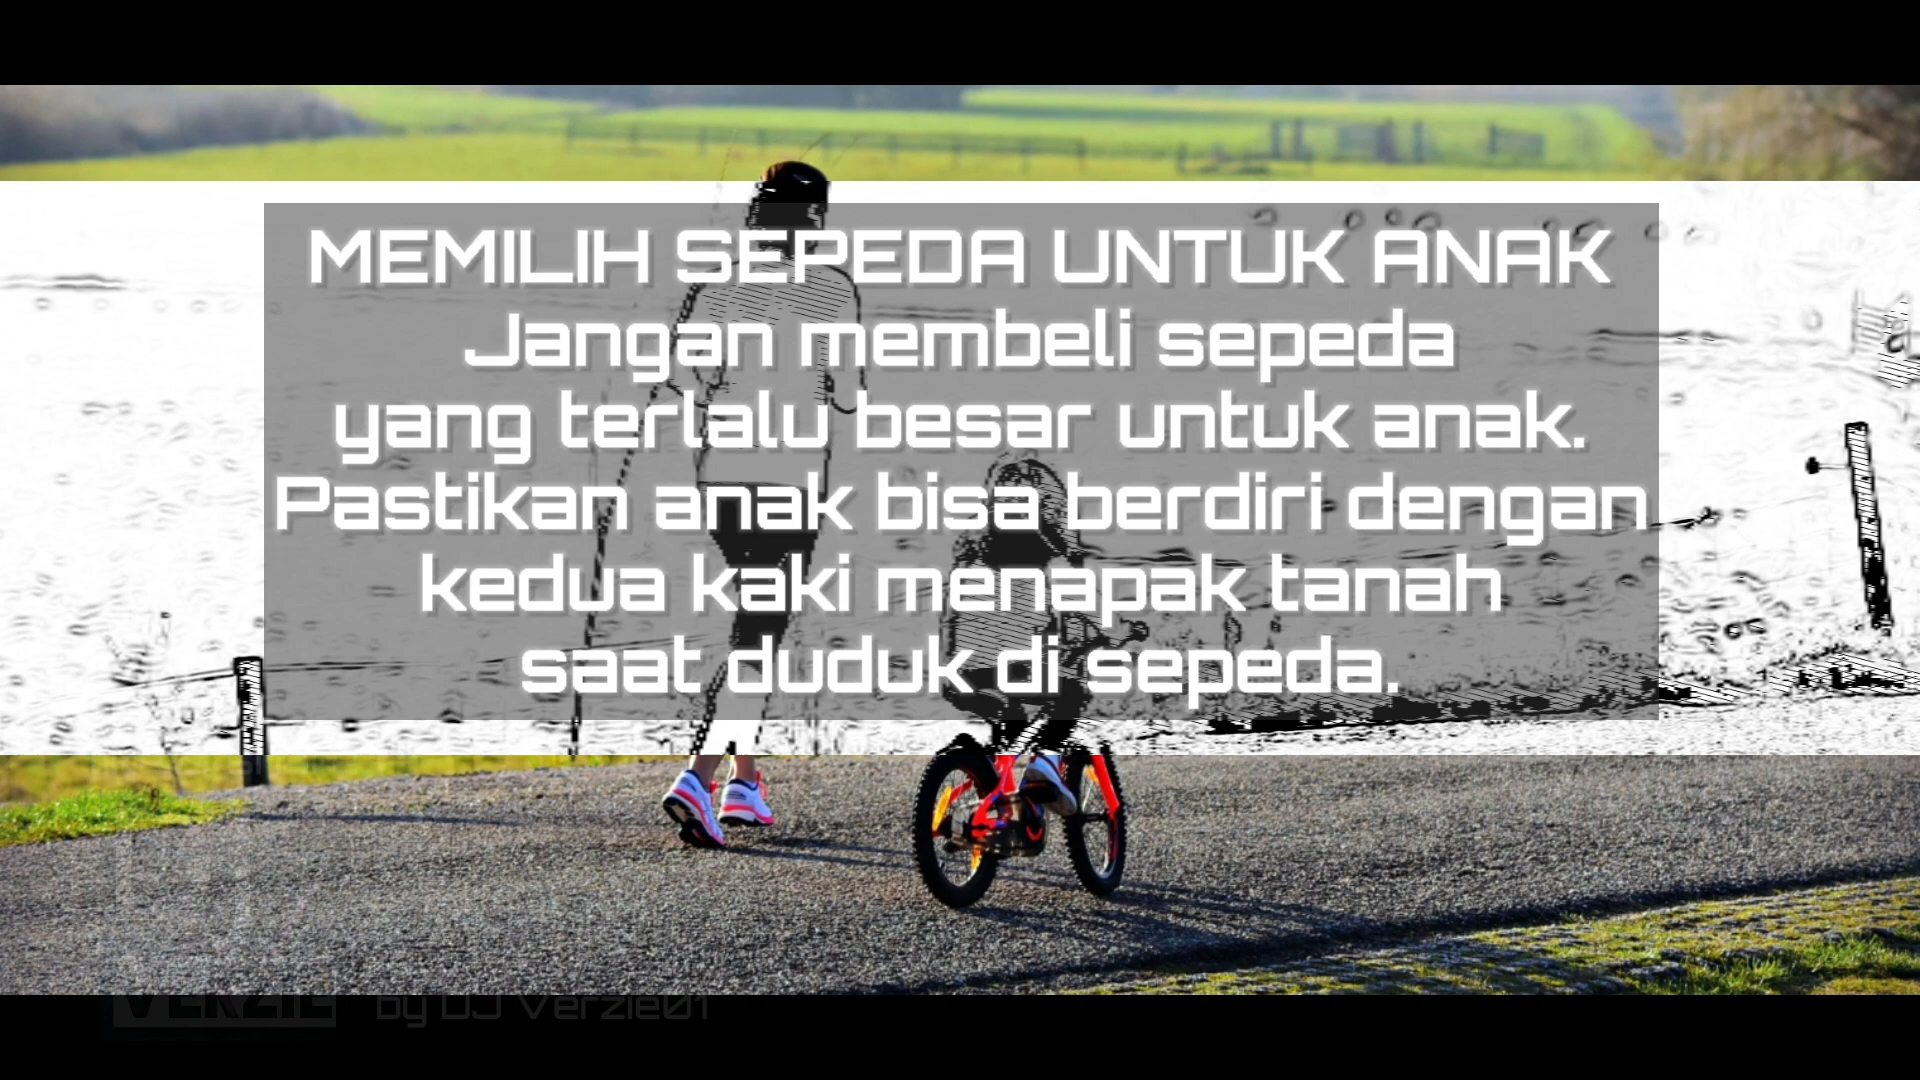 MEMILIH SEPEDA UNTUK ANAK
Jangan membeli sepeda
yang terlalu besar untuk anak.
Pastikan anak bisa berdiri dengan
kedua kaki menapak tanah
saat duduk di sepeda.
VERZIE by DJ Verzie01